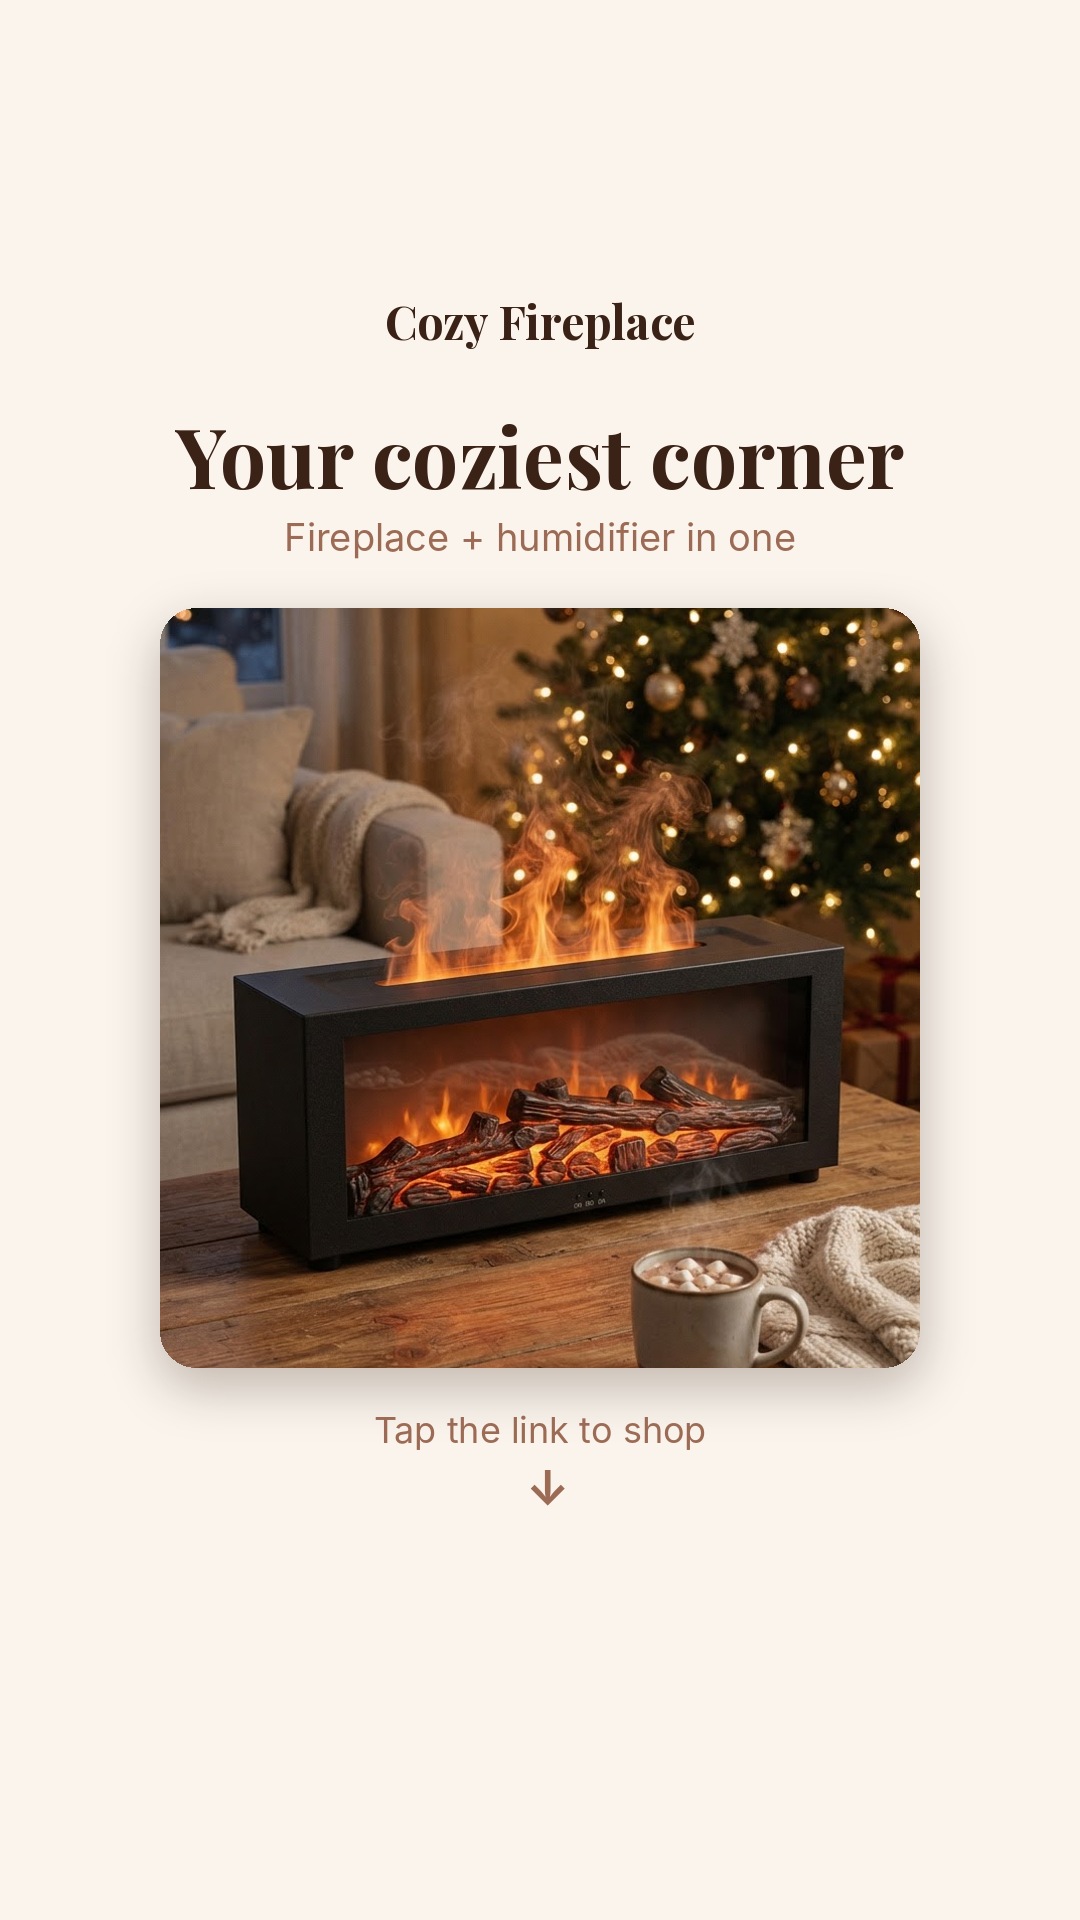 Cozy Fireplace
Your coziest corner
Fireplace + humidifier in one
Tap the link to shop